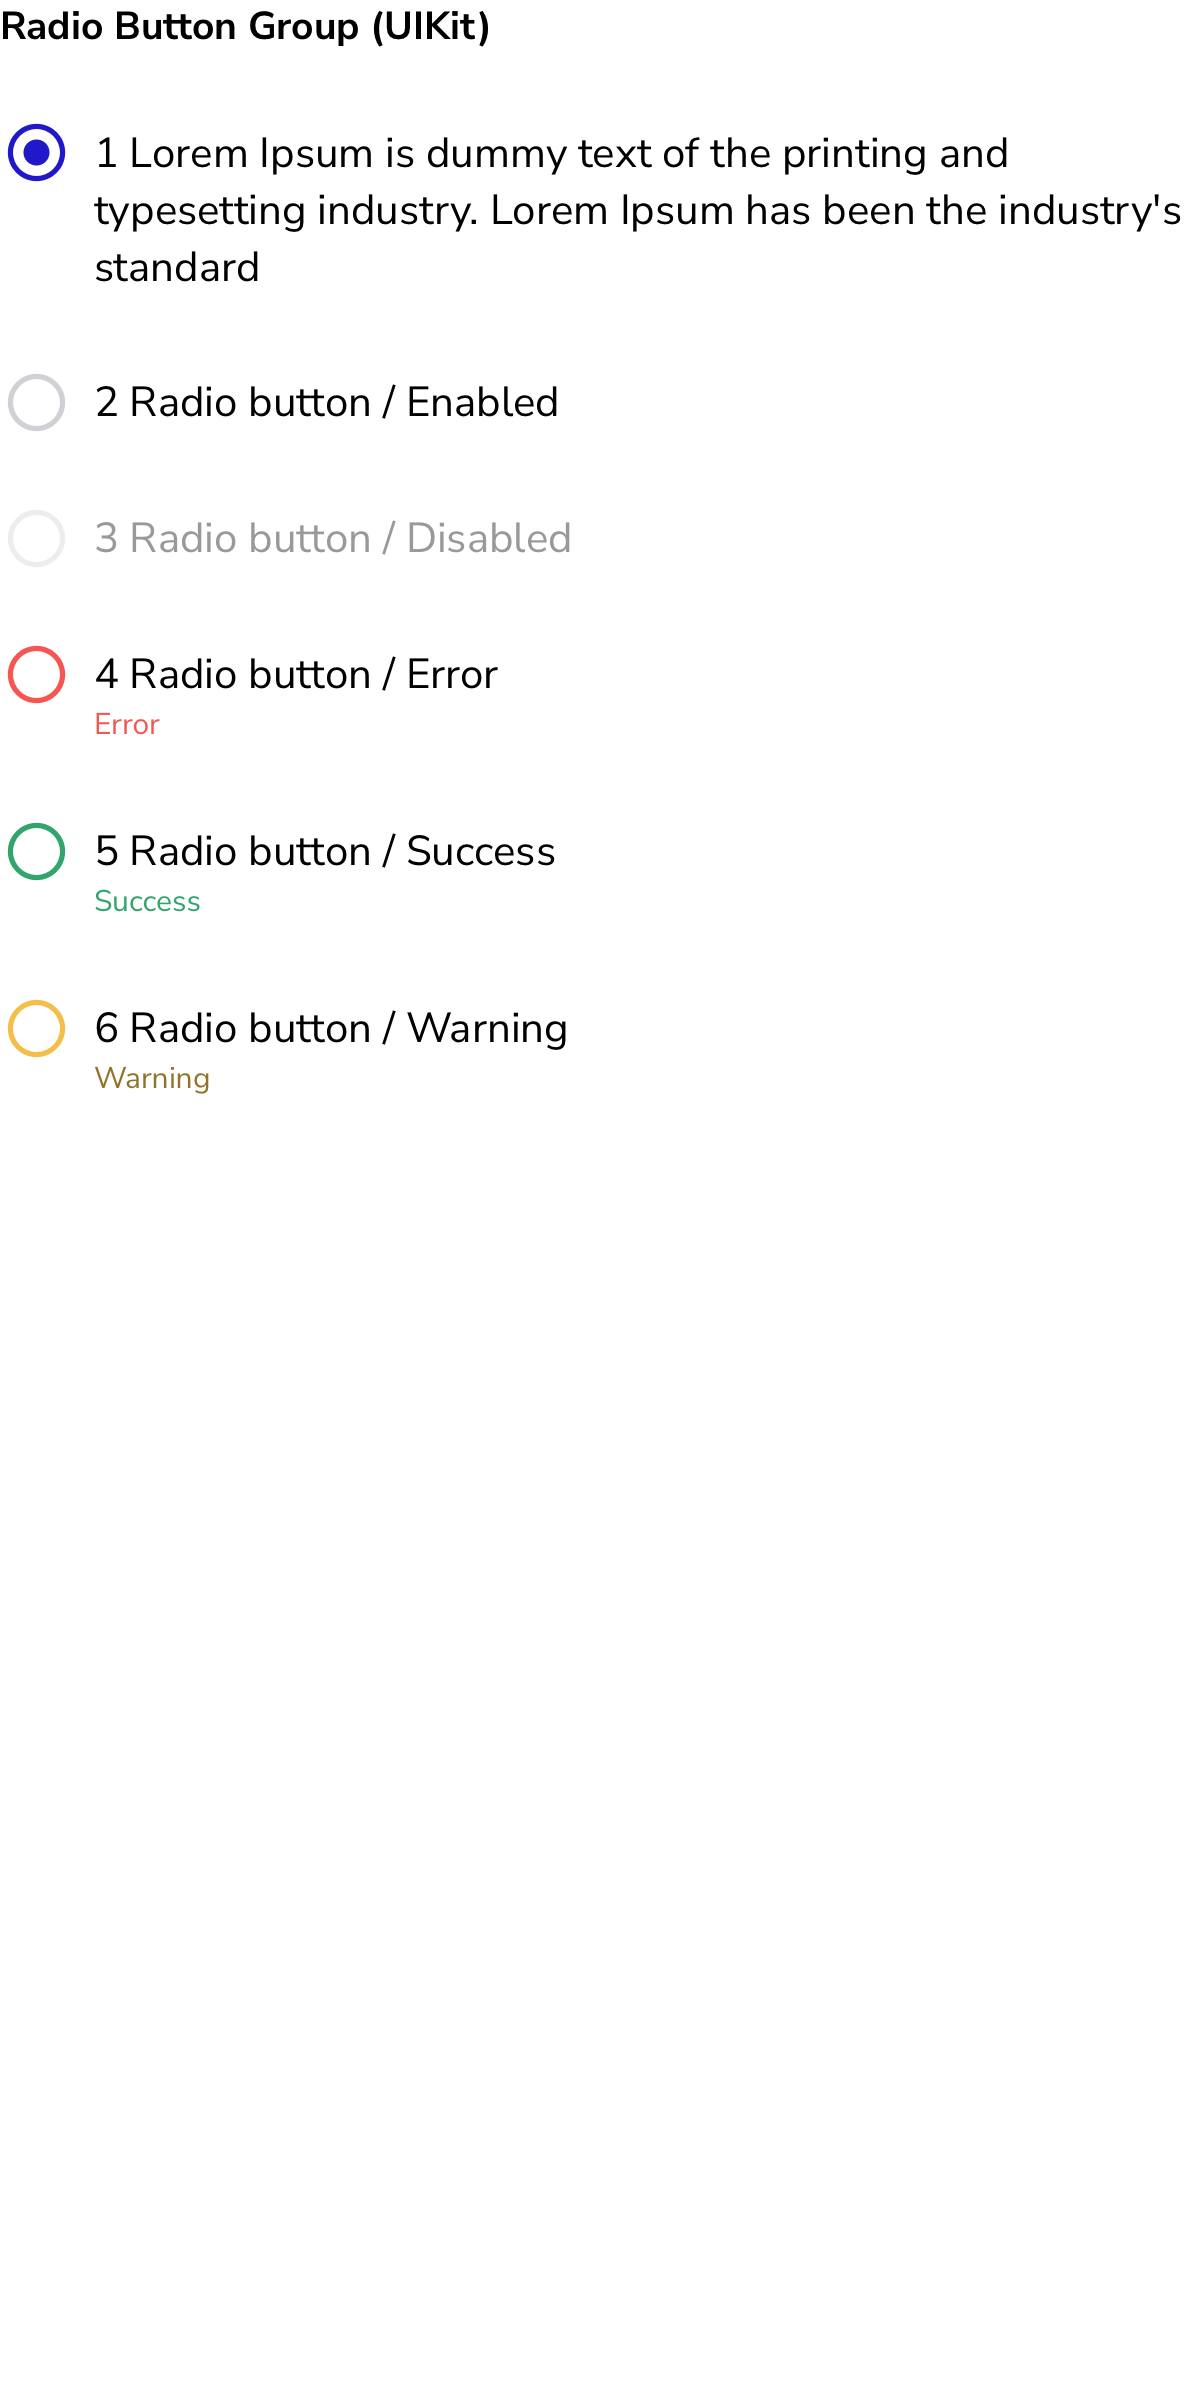 Radio Button Group (UIKit)
1 Lorem Ipsum is dummy text of the printing and
typesetting industry. Lorem Ipsum has been the industry's
standard
2 Radio button / Enabled
3 Radio button / Disabled
4 Radio button / Error
Error
5 Radio button / Success
Success
6 Radio button / Warning
Warning